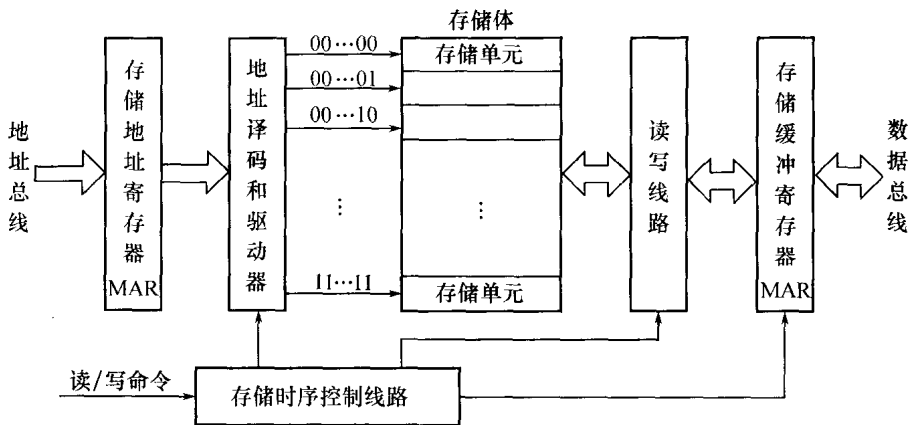 地址总线
存储地址寄存器
MAR
地址译码和驱动器
00…00
00…01
00…10
⋮
11…11
存储体
存储单元
⋮
存储单元
读写线路
存储缓冲寄存器
MAR
数据总线
读/写命令
存储时序控制线路